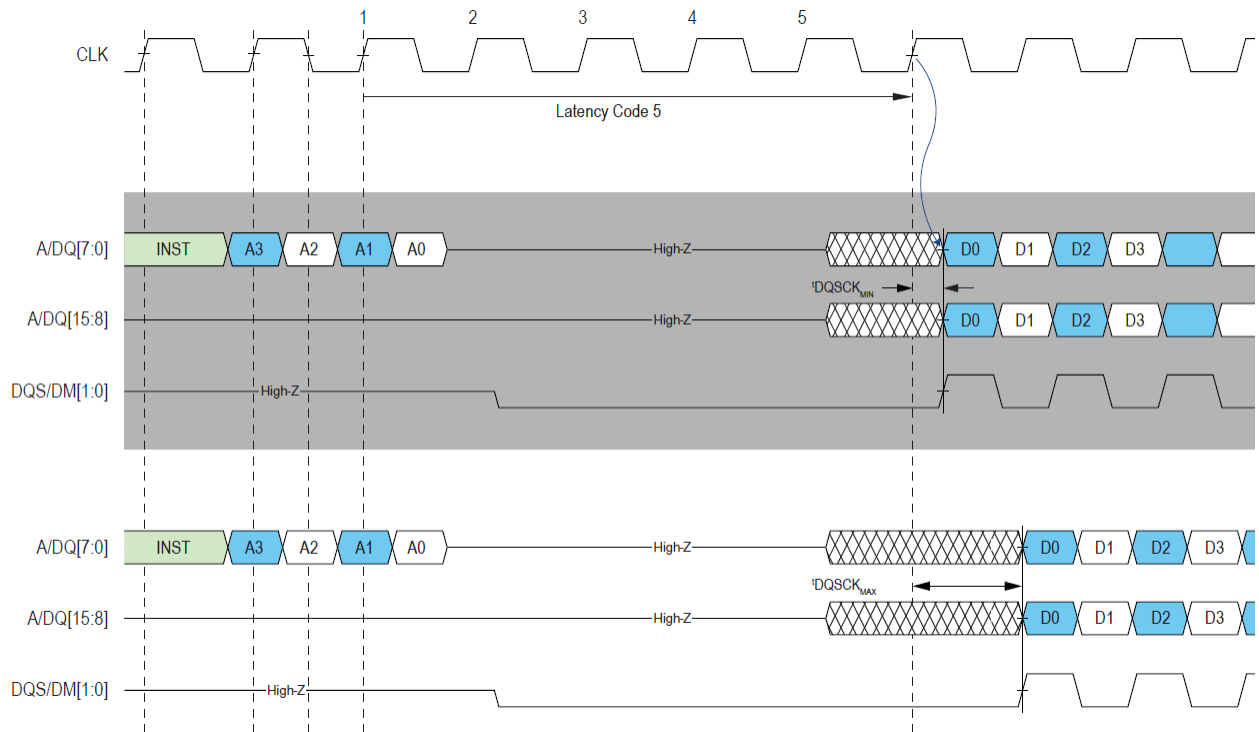 1 2 3 4 5
CLK
Latency Code 5
A/DQ[7:0] INST A3 A2 A1 A0 High-Z D0 D1 D2 D3
tDQSCKMIN
A/DQ[15:8] High-Z D0 D1 D2 D3
DQS/DM[1:0] High-Z
A/DQ[7:0] INST A3 A2 A1 A0 High-Z D0 D1 D2 D3
tDQSCKMAX
A/DQ[15:8] High-Z D0 D1 D2 D3
DQS/DM[1:0] High-Z